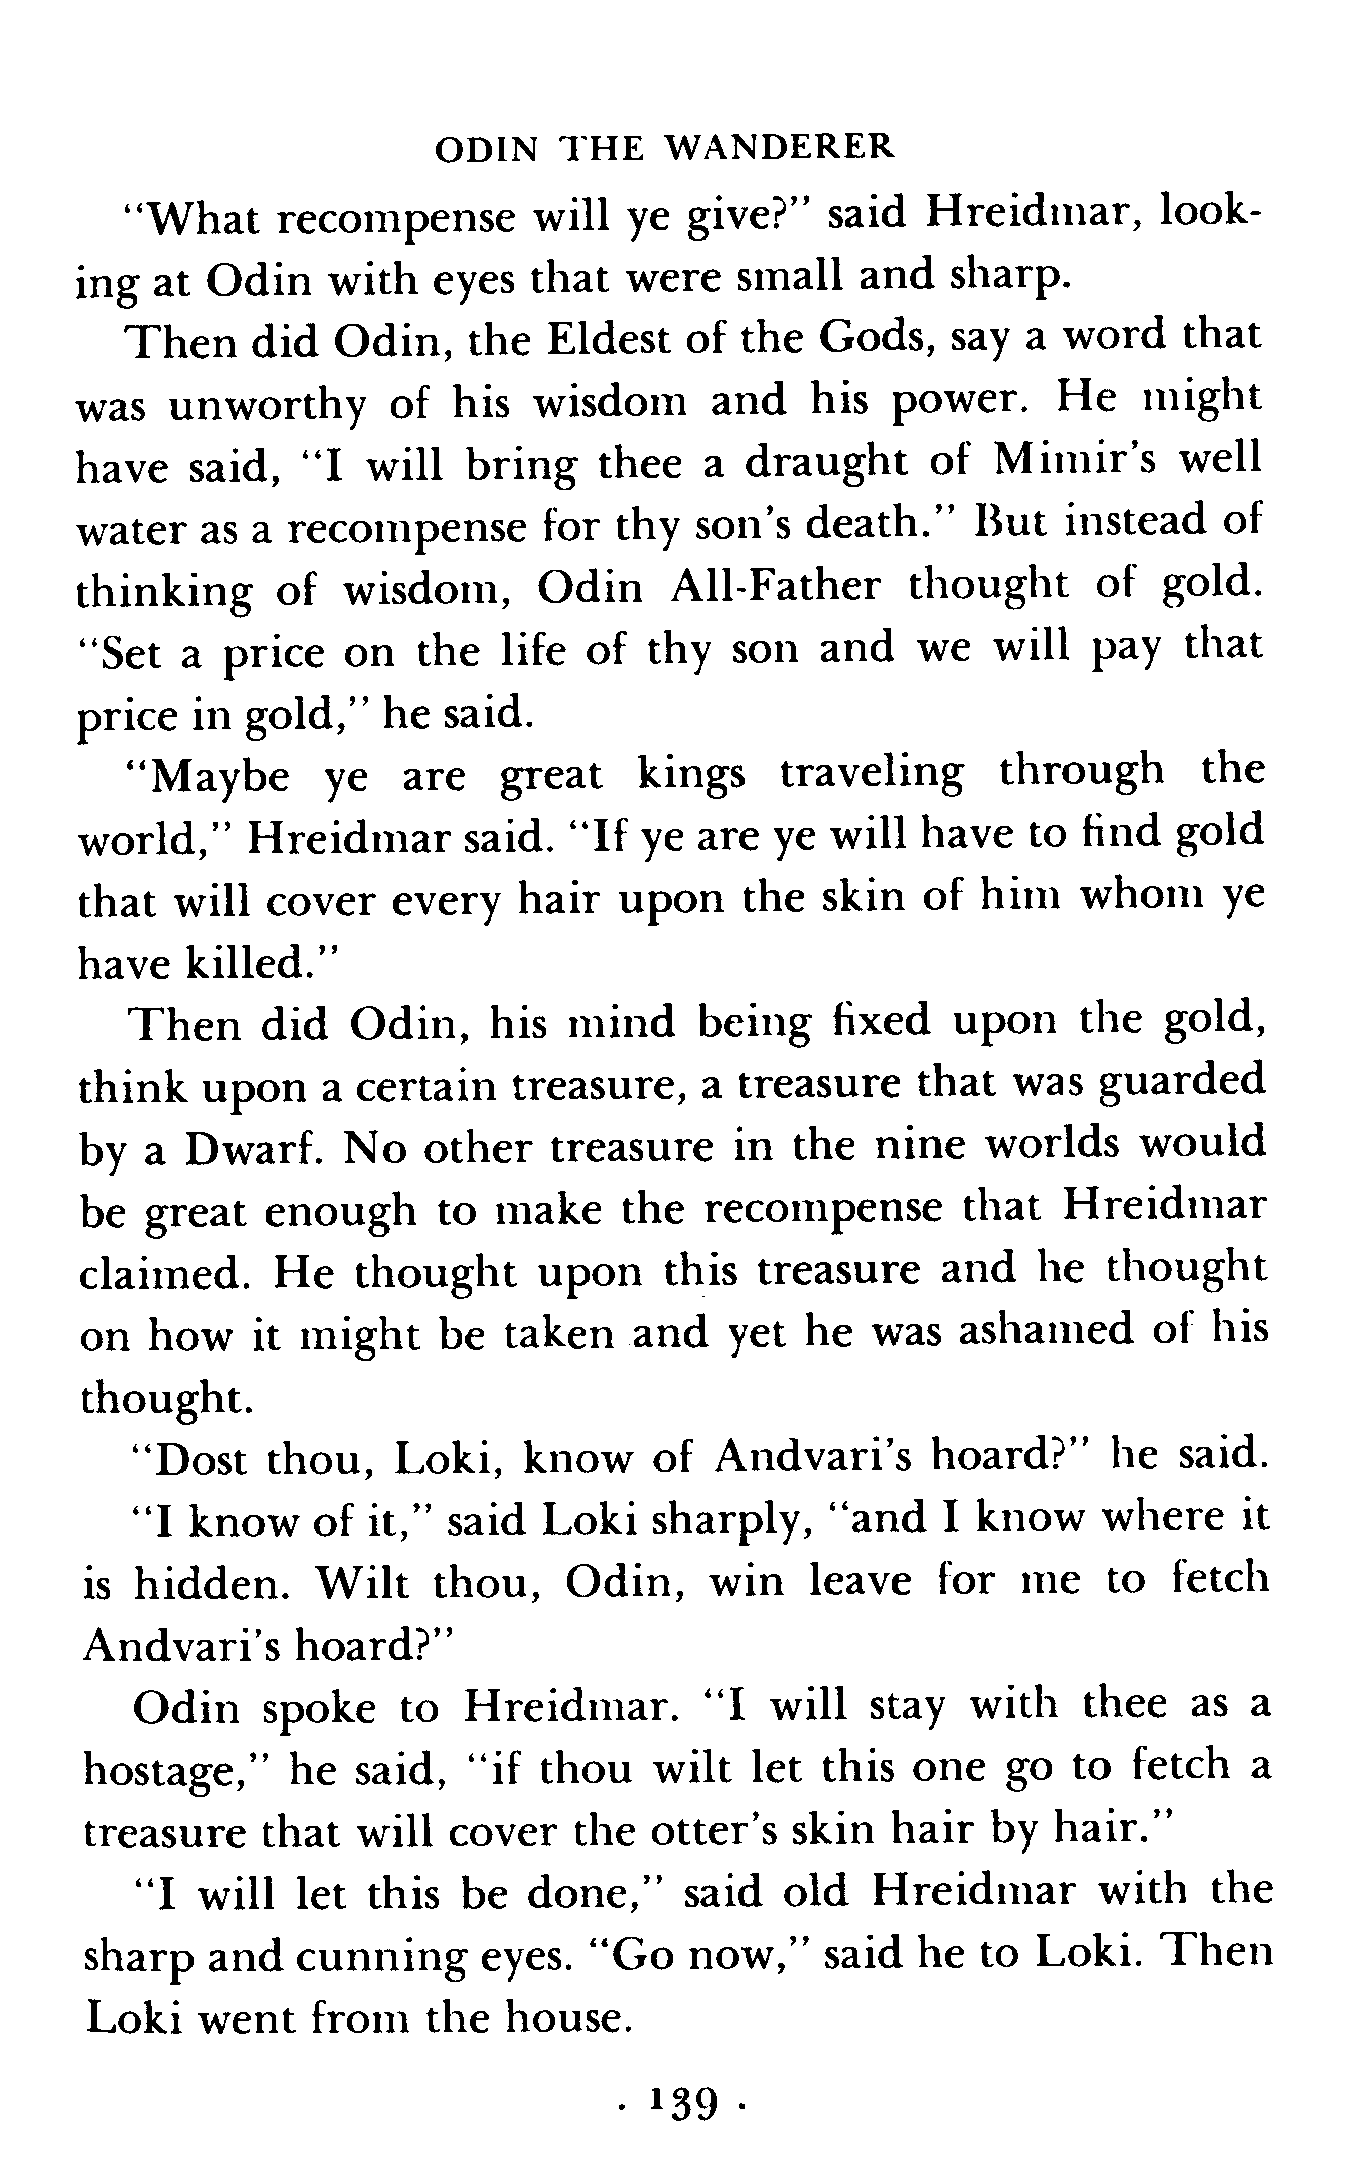 ODIN THE WANDERER
"What recompense will ye give?" said Hreidmar, look-
ing at Odin with eyes that were small and sharp.
Then did Odin, the Eldest of the Gods, say a word that
was unworthy of his wisdom and his power. He might
have said, "I will bring thee a draught of Mimir's well
water as a recompense for thy son's death." But instead of
thinking of wisdom, Odin All-Father thought of gold.
"Set a price on the life of thy son and we will pay that
price in gold," he said.
"Maybe ye are great kings traveling through the
world," Hreidmar said. "If ye are ye will have to find gold
that will cover every hair upon the skin of him whom ye
have killed."
Then did Odin, his mind being fixed upon the gold,
think upon a certain treasure, a treasure that was guarded
by a Dwarf. No other treasure in the nine worlds would
be great enough to make the recompense that Hreidmar
claimed. He thought upon this treasure and he thought
on how it might be taken and yet he was ashamed of his
thought.
"Dost thou, Loki, know of Andvari's hoard?" he said.
"I know of it," said Loki sharply, "and I know where it
is hidden. Wilt thou, Odin, win leave for me to fetch
Andvari's hoard?"
Odin spoke to Hreidmar. "I will stay with thee as a
hostage," he said, "if thou wilt let this one go to fetch a
treasure that will cover the otter's skin hair by hair."
"I will let this be done," said old Hreidmar with the
sharp and cunning eyes. "Go now," said he to Loki. Then
Loki went from the house.
· 139 ·